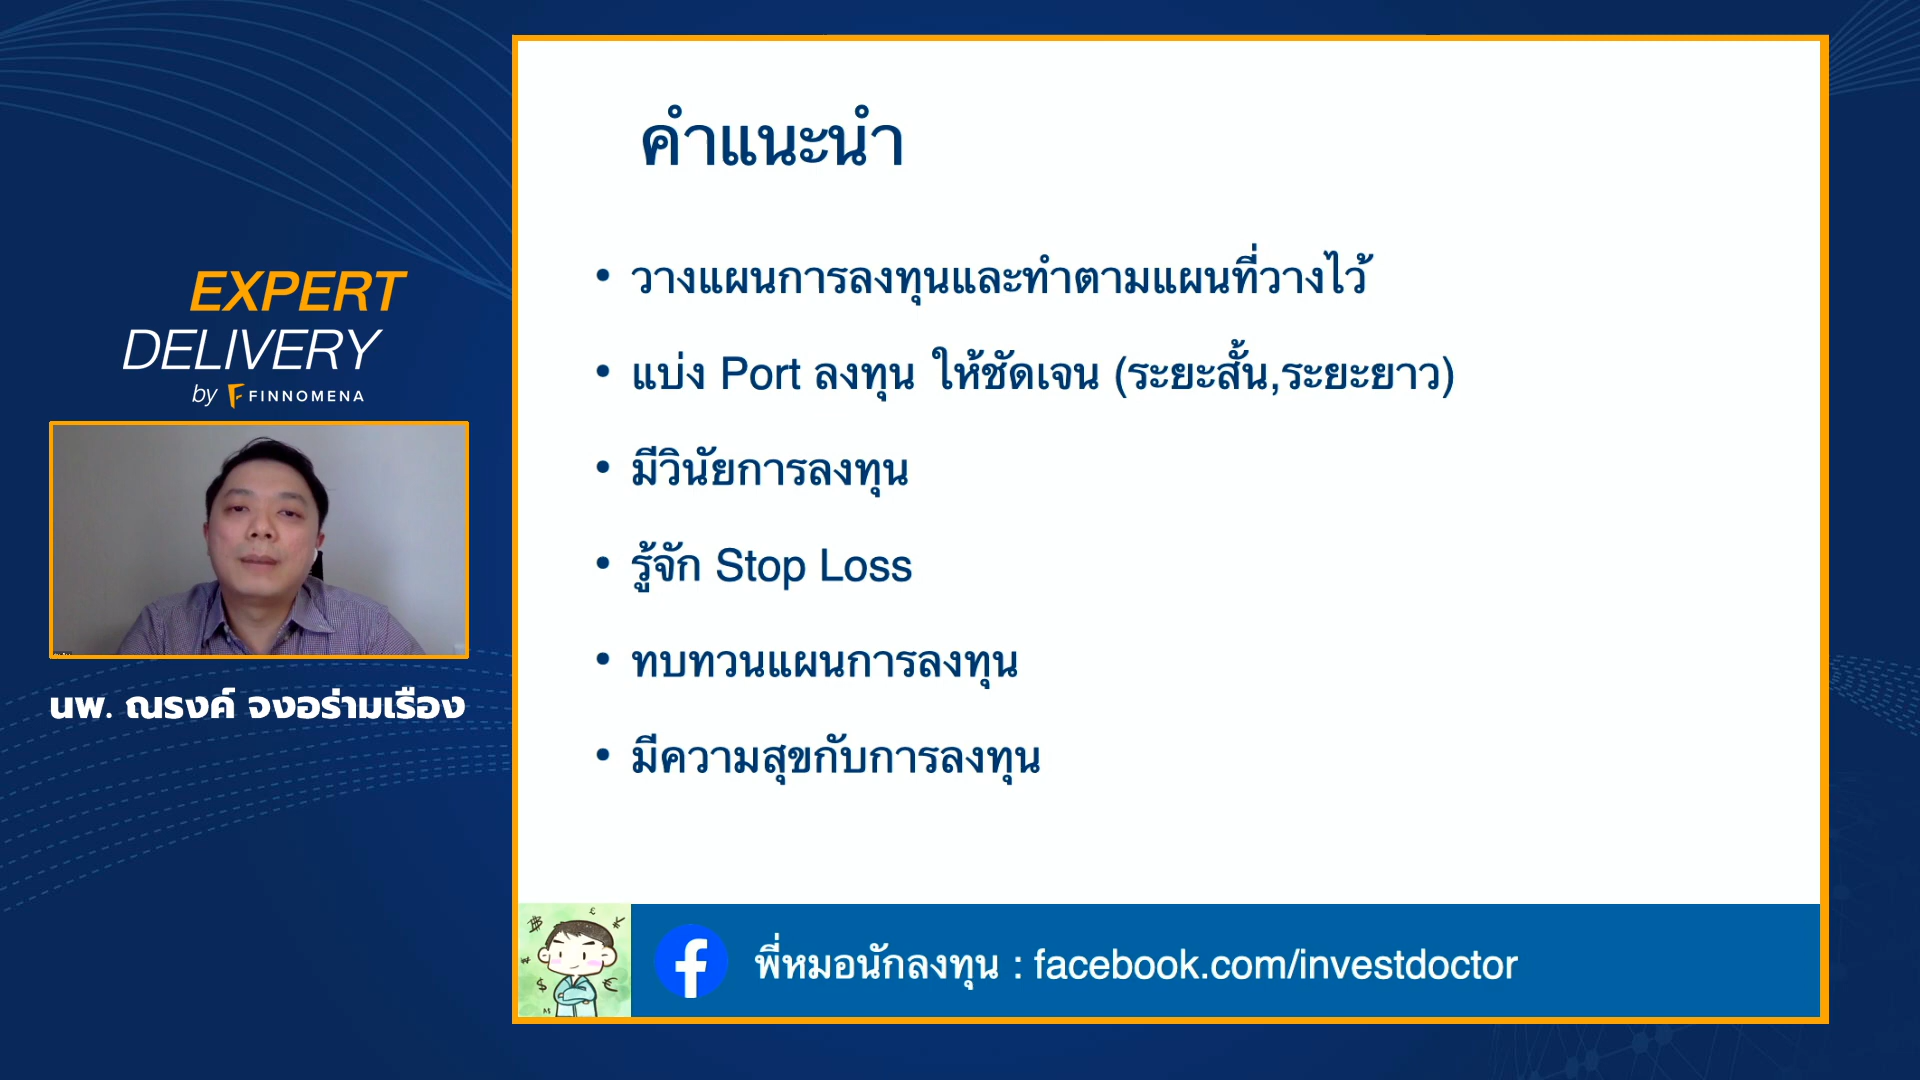 EXPERT
DELIVERY
by FINNOMENA
นพ. ณรงค์ จงอร่ามเรือง
คำแนะนำ
• วางแผนการลงทุนและทำตามแผนที่วางไว้
• แบ่ง Port ลงทุน ให้ชัดเจน (ระยะสั้น,ระยะยาว)
• มีวินัยการลงทุน
• รู้จัก Stop Loss
• ทบทวนแผนการลงทุน
• มีความสุขกับการลงทุน
พี่หมอนักลงทุน : facebook.com/investdoctor